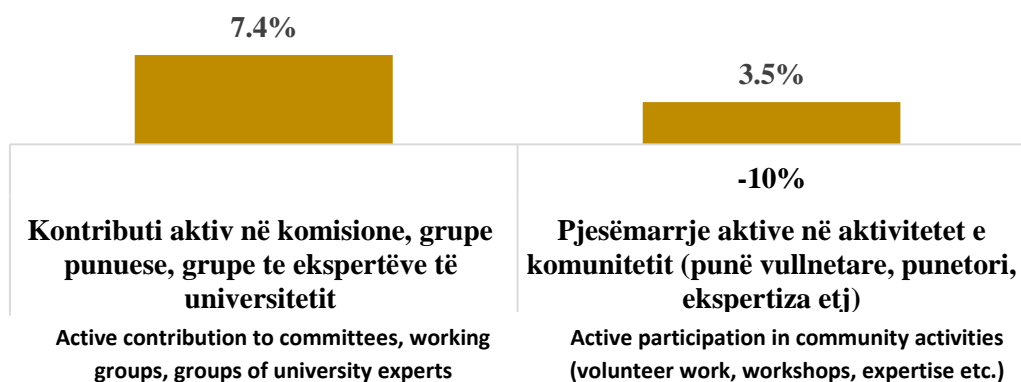 7.4%
3.5%
-10%
Kontributi aktiv në komisione, grupe
punuese, grupe te ekspertëve të
universitetit
Pjesëmarrje aktive në aktivitetet e
komunitetit (punë vullnetare, punetori,
ekspertiza etj)
Active contribution to committees, working
groups, groups of university experts
Active participation in community activities
(volunteer work, workshops, expertise etc.)